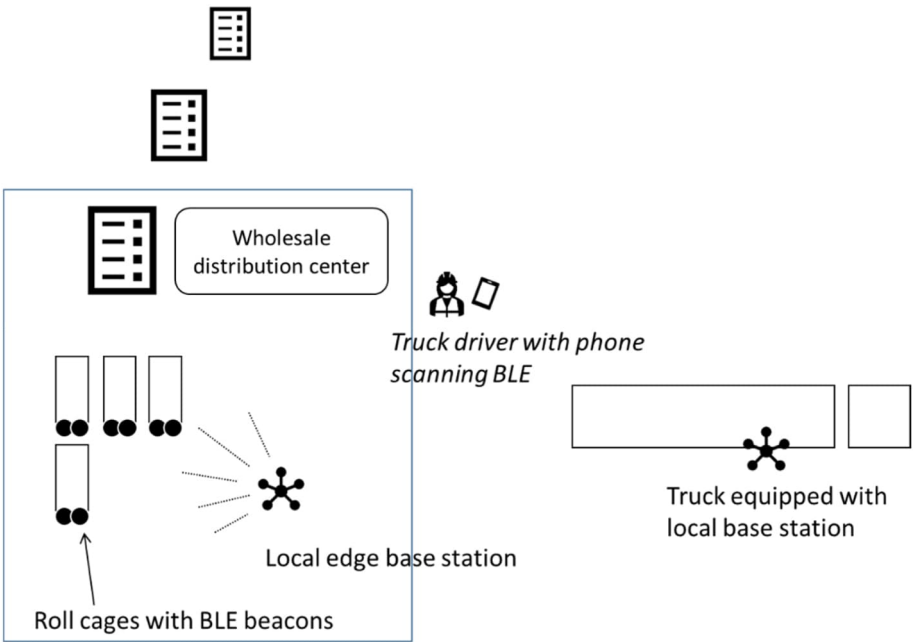 Wholesale
distribution center
Truck driver with phone
scanning BLE
Truck equipped with
local base station
Local edge base station
Roll cages with BLE beacons